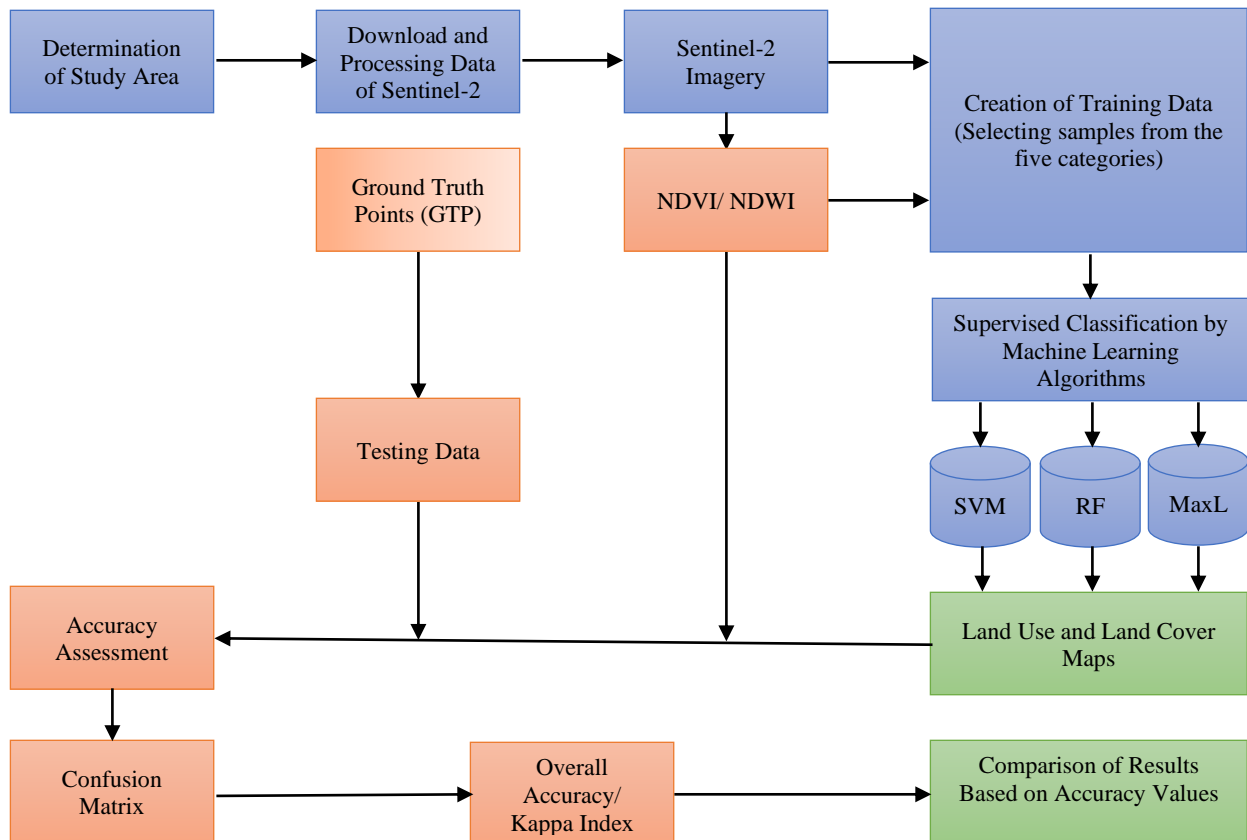 Determination
of Study Area
Download and
Processing Data
of Sentinel-2
Sentinel-2
Imagery
Creation of Training Data
(Selecting samples from the
five categories)
Ground Truth
Points (GTP)
NDVI/ NDWI
Supervised Classification by
Machine Learning
Algorithms
Testing Data
SVM
RF
MaxL
Accuracy
Assessment
Land Use and Land Cover
Maps
Confusion
Matrix
Overall
Accuracy/
Kappa Index
Comparison of Results
Based on Accuracy Values